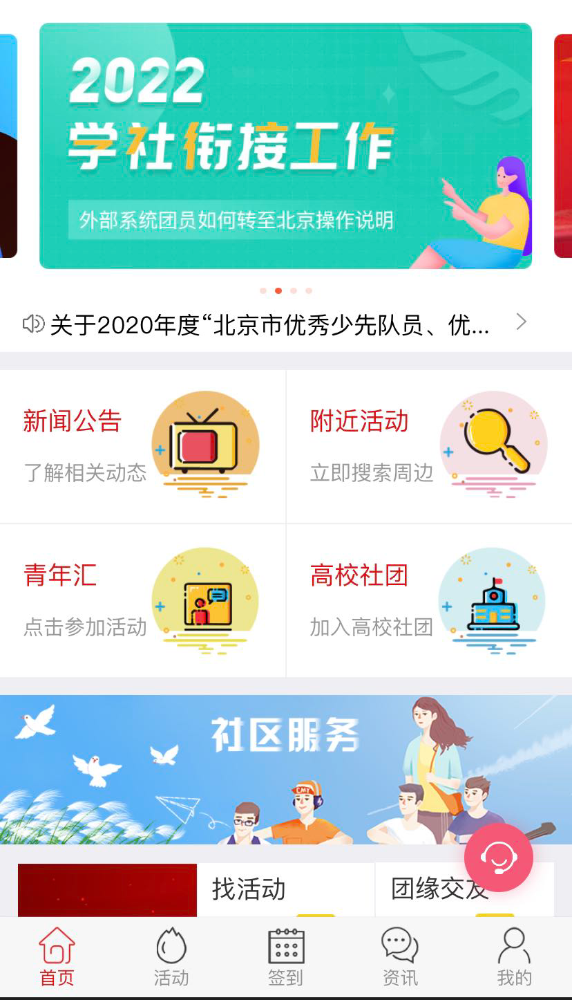 2022
学社衔接工作
外部系统团员如何转至北京操作说明
关于2020年度“北京市优秀少先队员、优...
新闻公告
了解相关动态
附近活动
立即搜索周边
青年汇
点击参加活动
高校社团
加入高校社团
社区服务
CMY
找活动
团缘交友
首页
活动
签到
资讯
我的